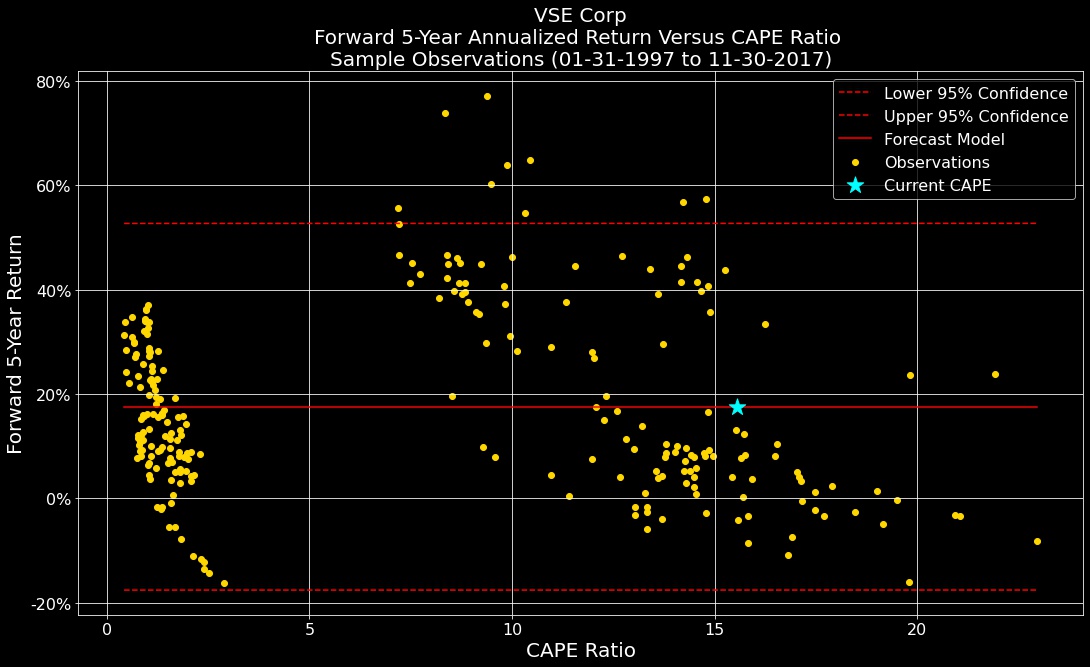 VSE Corp
Forward 5-Year Annualized Return Versus CAPE Ratio
Sample Observations (01-31-1997 to 11-30-2017)
Lower 95% Confidence
Upper 95% Confidence
Forecast Model
Observations
Current CAPE
Forward 5-Year Return
80%
60%
40%
20%
0%
-20%
0 5 10 15 20
CAPE Ratio